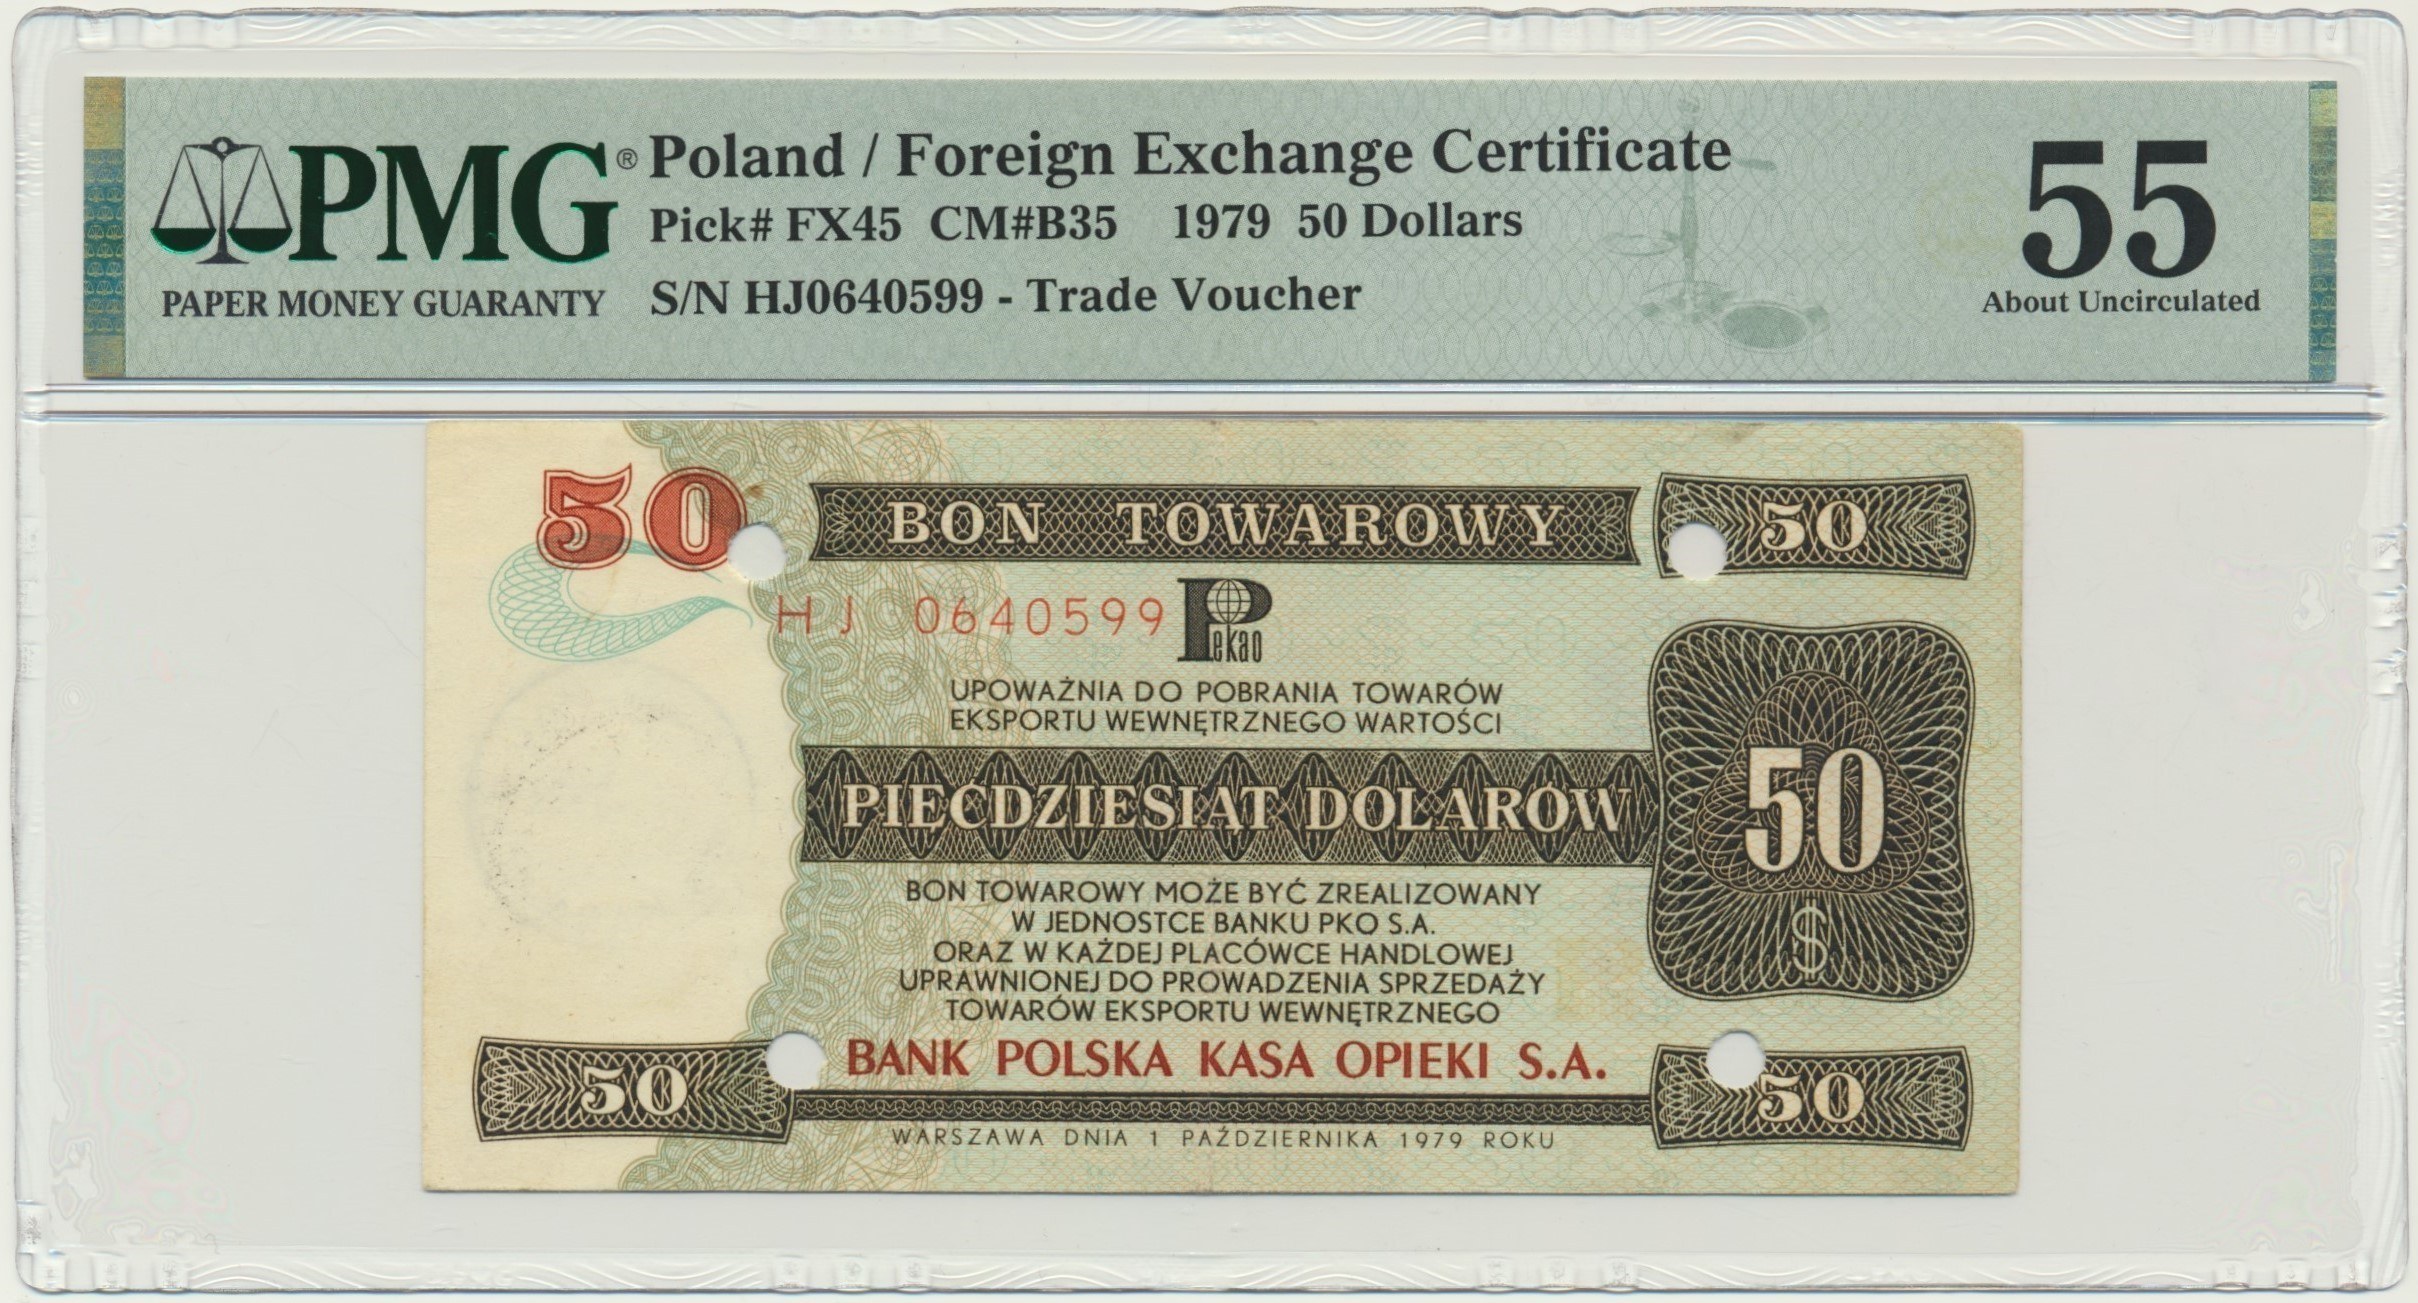 PMG® Poland / Foreign Exchange Certificate 55
Pick# FX45 CM#B35 1979 50 Dollars
PAPER MONEY GUARANTY S/N HJ0640599 - Trade Voucher About Uncirculated
50 BON TOWAROWY 50
HJ 0640599 Pekao
UPOWAŻNIA DO POBRANIA TOWARÓW
EKSPORTU WEWNĘTRZNEGO WARTOŚCI
PIĘĆDZIESIĄT DOLARÓW 50
$
BON TOWAROWY MOŻE BYĆ ZREALIZOWANY
W JEDNOSTCE BANKU PKO S.A.
ORAZ W KAŻDEJ PLACÓWCE HANDLOWEJ
UPRAWNIONEJ DO PROWADZENIA SPRZEDAŻY
TOWARÓW EKSPORTU WEWNĘTRZNEGO
BANK POLSKA KASA OPIEKI S.A.
50 50
WARSZAWA DNIA 1 PAŹDZIERNIKA 1979 ROKU